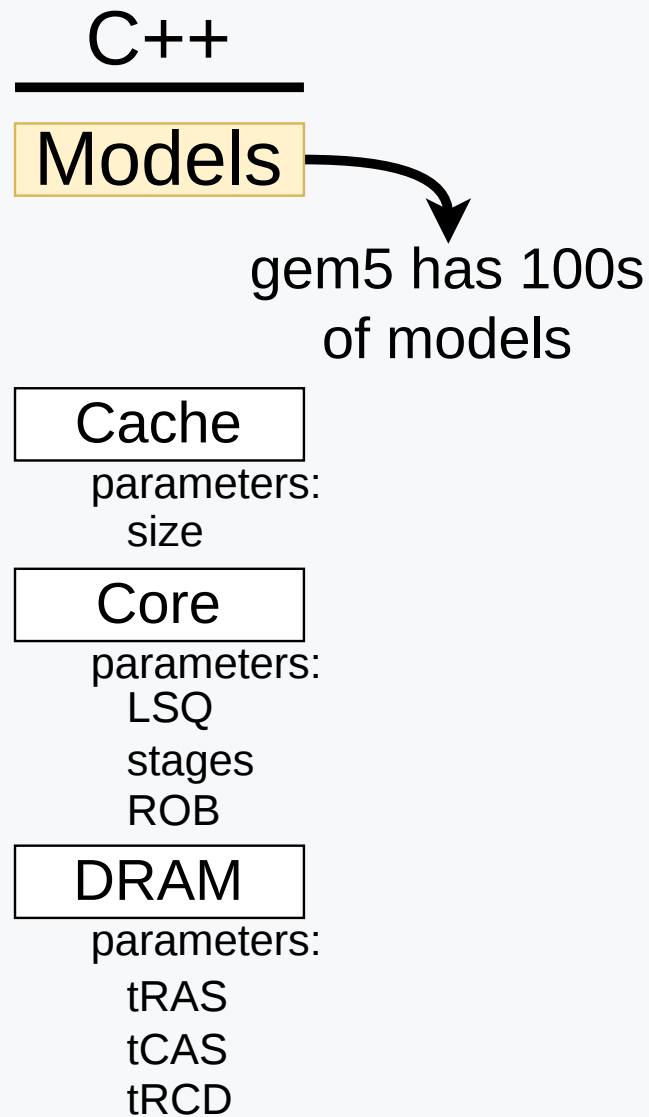 C++
Models
gem5 has 100s
of models
Cache
parameters:
size
Core
parameters:
LSQ
stages
ROB
DRAM
parameters:
tRAS
tCAS
tRCD